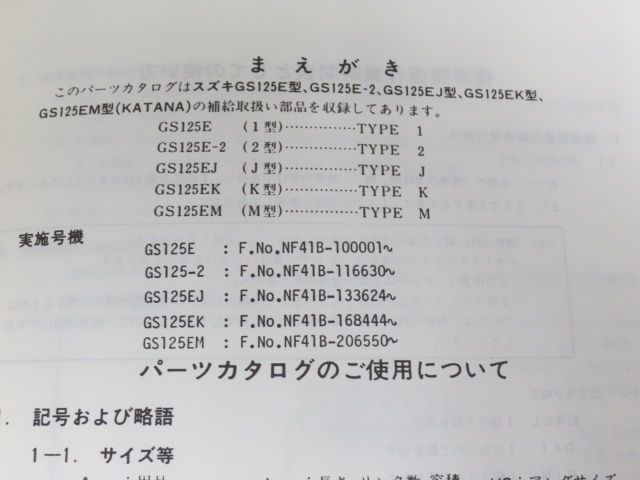 まえがき
このパーツカタログはスズキGS125E型、GS125E-2、GS125EJ型、GS125EK型、
GS125EM型(KATANA)の補給取扱い部品を収録してあります。
GS125E (1型)‥‥‥‥‥TYPE 1
GS125E-2 (2型)‥‥‥‥‥TYPE 2
GS125EJ (J型)‥‥‥‥‥TYPE J
GS125EK (K型)‥‥‥‥‥TYPE K
GS125EM (M型)‥‥‥‥‥TYPE M
実施号機
GS125E : F.No.NF41B-100001~
GS125-2 : F.No.NF41B-116630~
GS125EJ : F.No.NF41B-133624~
GS125EK : F.No.NF41B-168444~
GS125EM : F.No.NF41B-206550~
パーツカタログのご使用について
記号および略語
1-1. サイズ等